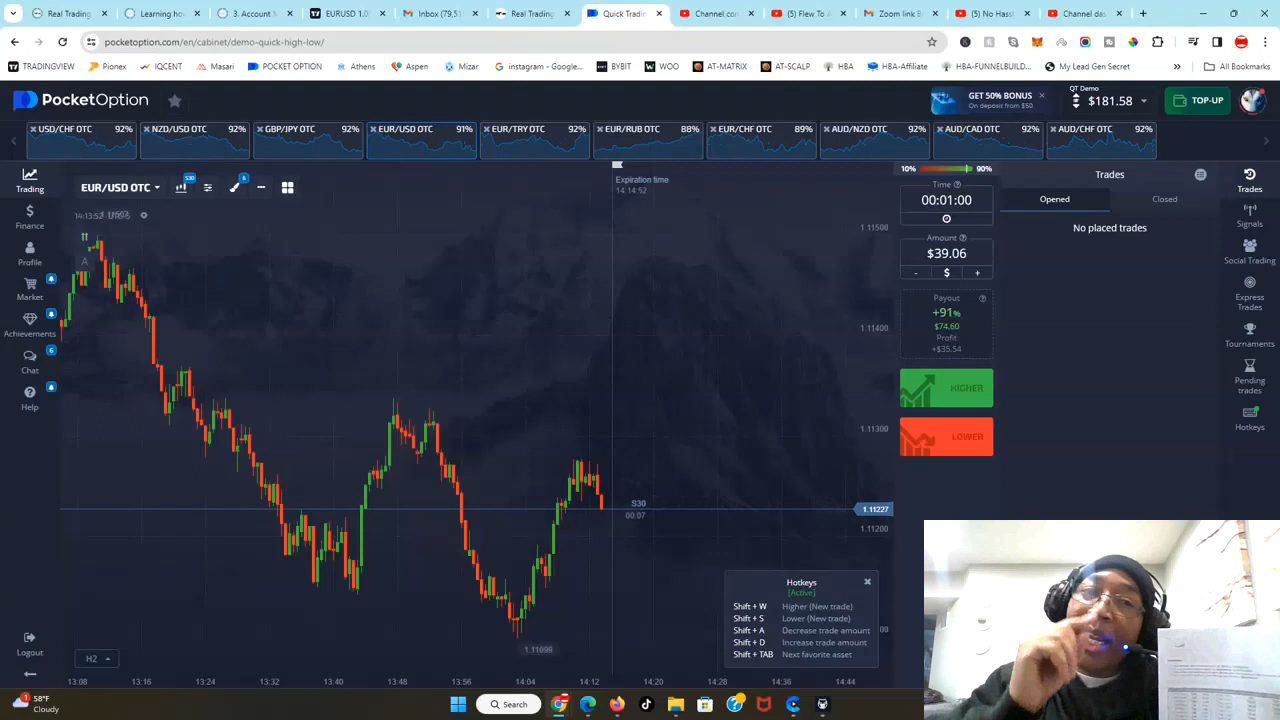 Real Trading
Learning ho
3. Account M
EURUSD 1.0
Inbox (79,51
Real Trading
Quick Trade
Channel.com
(5) Flew To A
Zoom link B
(5) No Hassl
Channel das
pocketoption.com/en/cabinet/demo-quick-high-low/
TRADINGVIEW
Pionex
IQCENT
Masari
POCKET OPTION
Athens
Aspen
Mizar
instagram - Google...
BYBIT
WOO
AT-MATRIX
AT-SCALP
HBA
HBA-Affiliate
HBA-FUNNELBUILD...
My Lead Gen Secret
All Bookmarks
PocketOption
GET 50% BONUS
On deposit from $50
QT Demo
$181.58
TOP-UP
USD/CHF OTC 92%
NZD/USD OTC 92%
GBP/JPY OTC 92%
EUR/USD OTC 91%
EUR/TRY OTC 92%
EUR/RUB OTC 88%
EUR/CHF OTC 89%
AUD/NZD OTC 92%
AUD/CAD OTC 92%
AUD/CHF OTC 92%
Trading
Finance
Profile
Market
Achievements
6
Chat
Help
Logout
EUR/USD OTC
S30
5
Expiration time
14:14:52
1.11500
1.11400
1.11300
1.11227
1.11200
S30
00:07
1.11099
H2
13:08
13:16
13:24
13:32
13:40
13:48
13:56
14:04
14:12
14:20
14:28
14:36
14:44
Hotkeys
[Active]
Shift + W Higher (New trade)
Shift + S Lower (New trade)
Shift + A Decrease trade amount
Shift + D Increase trade amount
Shift + TAB Next favorite asset
10%
90%
Time
00:01:00
Amount
$39.06
- $ +
Payout
+91%
$74.60
Profit
+$35.54
HIGHER
LOWER
Trades
Opened
Closed
No placed trades
Trades
Signals
Social Trading
Express
Trades
Tournaments
Pending
trades
Hotkeys
58°F
Cloudy